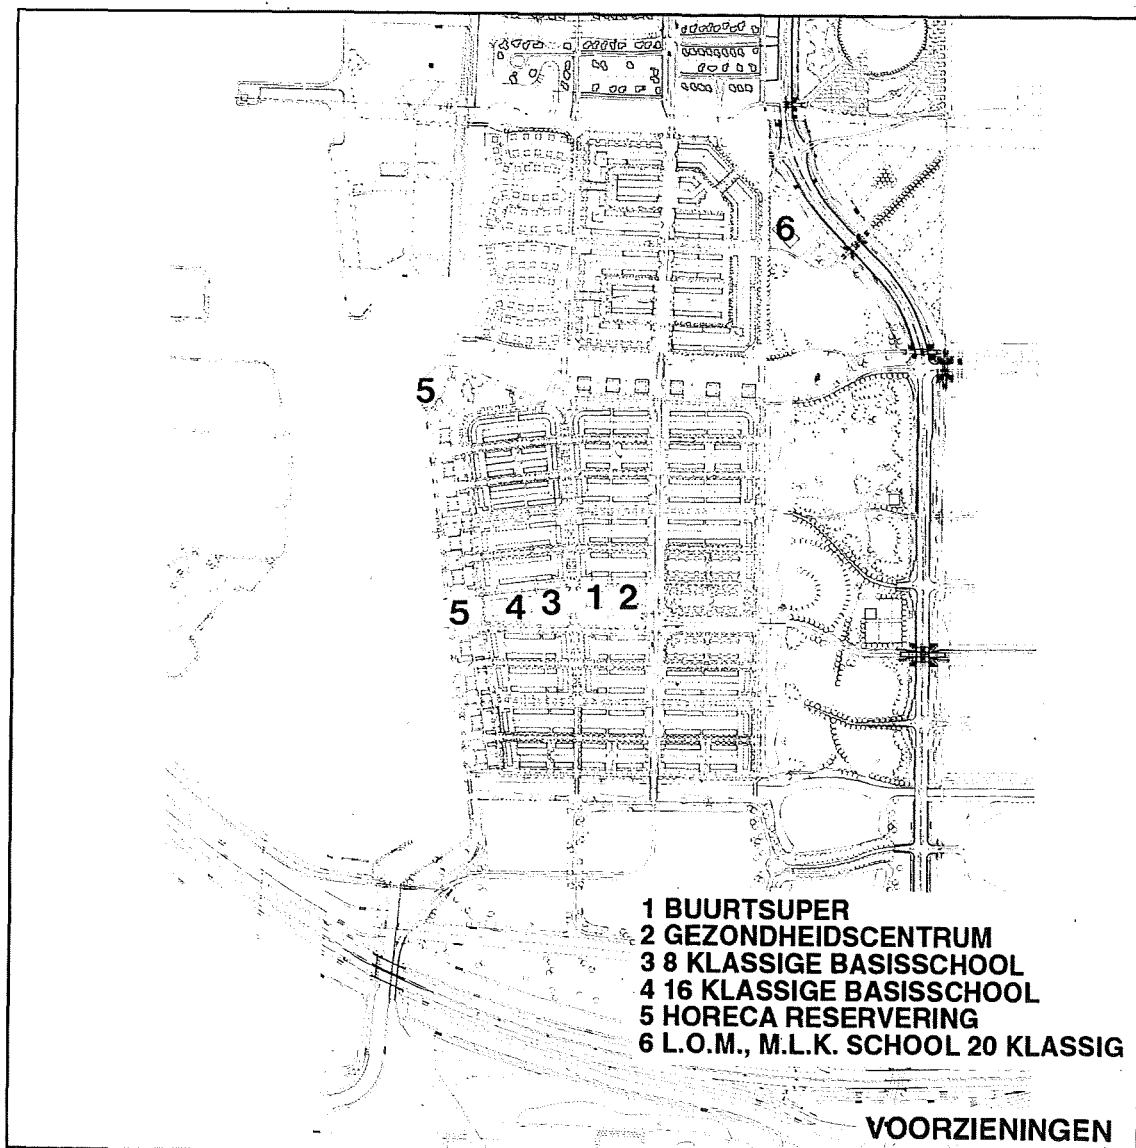 6
5
5
4
3
1
2
1 BUURTSUPER
2 GEZONDHEIDSCENTRUM
3 8 KLASSIGE BASISSCHOOL
4 16 KLASSIGE BASISSCHOOL
5 HORECA RESERVERING
6 L.O.M., M.L.K. SCHOOL 20 KLASSIG
VOORZIENINGEN